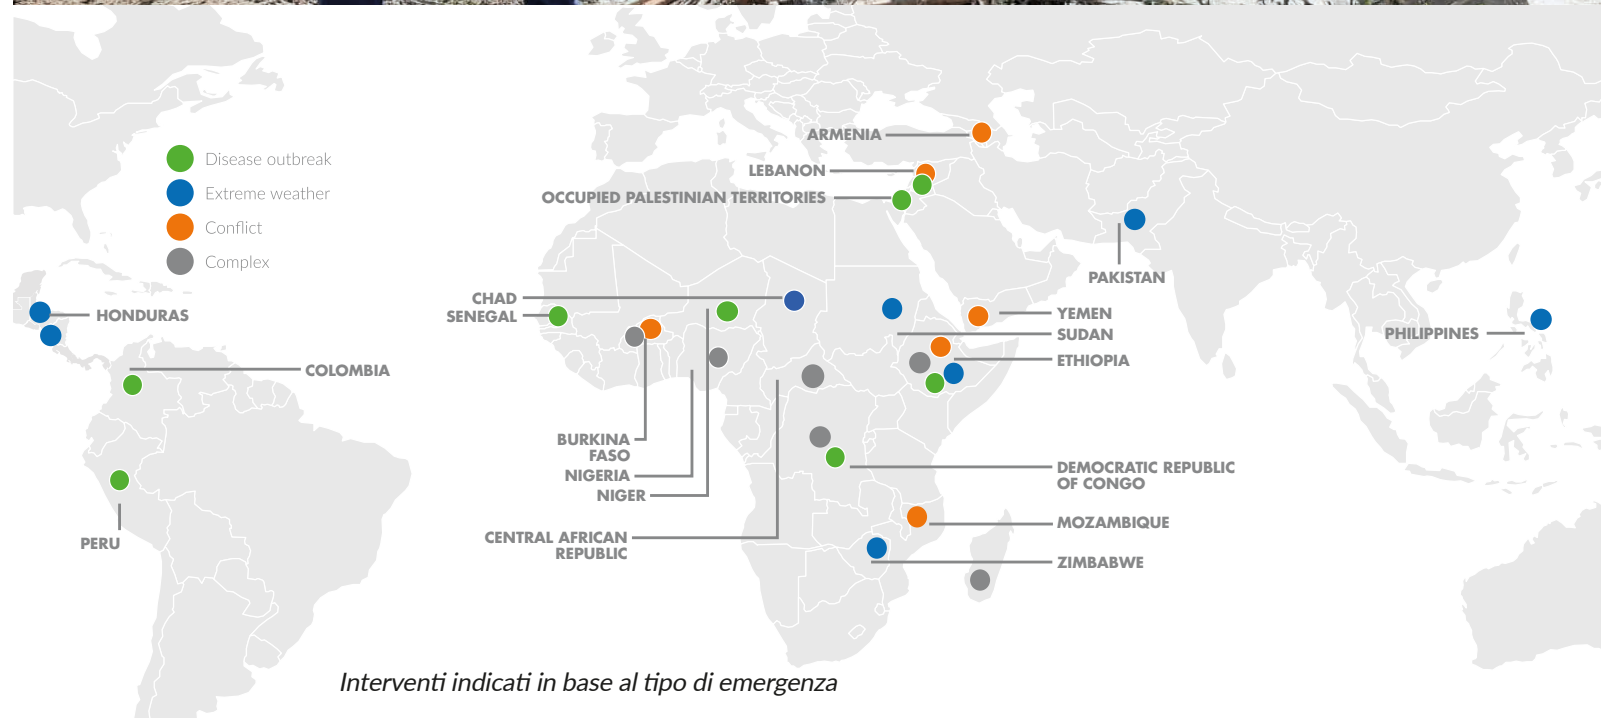 ARMENIA
LEBANON
OCCUPIED PALESTINIAN TERRITORIES
Disease outbreak
Extreme weather
Conflict
Complex
PAKISTAN
CHAD
SENEGAL
HONDURAS
YEMEN
SUDAN
ETHIOPIA
PHILIPPINES
COLOMBIA
BURKINA
FASO
NIGERIA
NIGER
CENTRAL AFRICAN
REPUBLIC
DEMOCRATIC REPUBLIC
OF CONGO
MOZAMBIQUE
ZIMBABWE
PERU
Interventi indicati in base al tipo di emergenza